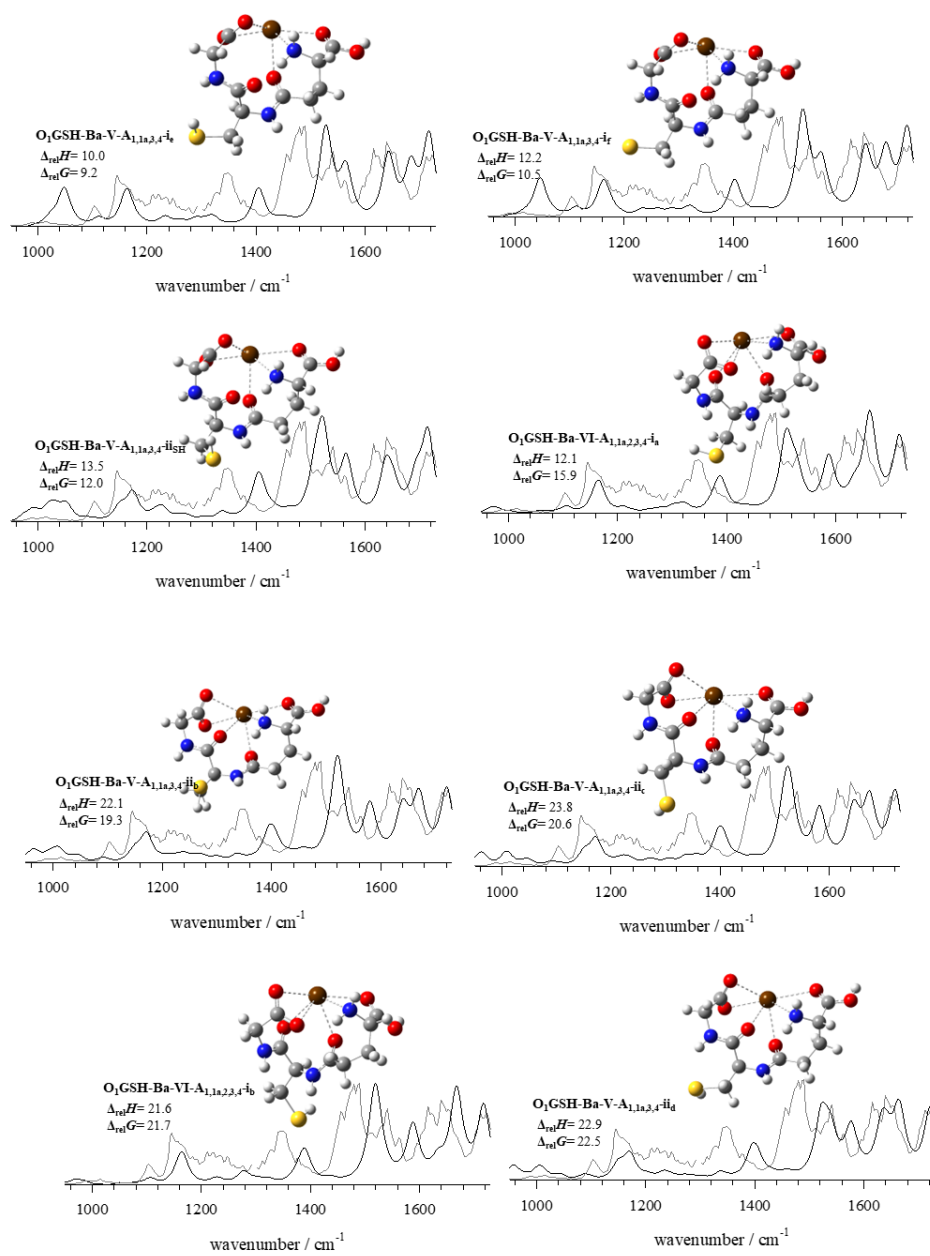 O1GSH-Ba-V-A1,1a,3,4-ie
ΔrelH= 10.0
ΔrelG= 9.2
1000 1200 1400 1600
wavenumber / cm-1
O1GSH-Ba-V-A1,1a,3,4-if
ΔrelH= 12.2
ΔrelG= 10.5
1000 1200 1400 1600
wavenumber / cm-1
O1GSH-Ba-V-A1,1a,3,4-iiSH
ΔrelH = 13.5
ΔrelG= 12.0
1000 1200 1400 1600
wavenumber / cm-1
O1GSH-Ba-VI-A1,1a,2,3,4-ia
ΔrelH = 12.1
ΔrelG= 15.9
1000 1200 1400 1600
wavenumber / cm-1
O1GSH-Ba-V-A1,1a,3,4-iib
ΔrelH = 22.1
ΔrelG= 19.3
1000 1200 1400 1600
wavenumber / cm-1
O1GSH-Ba-V-A1,1a,3,4-iic
ΔrelH = 23.8
ΔrelG= 20.6
1000 1200 1400 1600
wavenumber / cm-1
O1GSH-Ba-VI-A1,1a,2,3,4-ib
ΔrelH = 21.6
ΔrelG= 21.7
1000 1200 1400 1600
wavenumber / cm-1
O1GSH-Ba-V-A1,1a,3,4-iid
ΔrelH = 22.9
ΔrelG= 22.5
1000 1200 1400 1600
wavenumber / cm-1